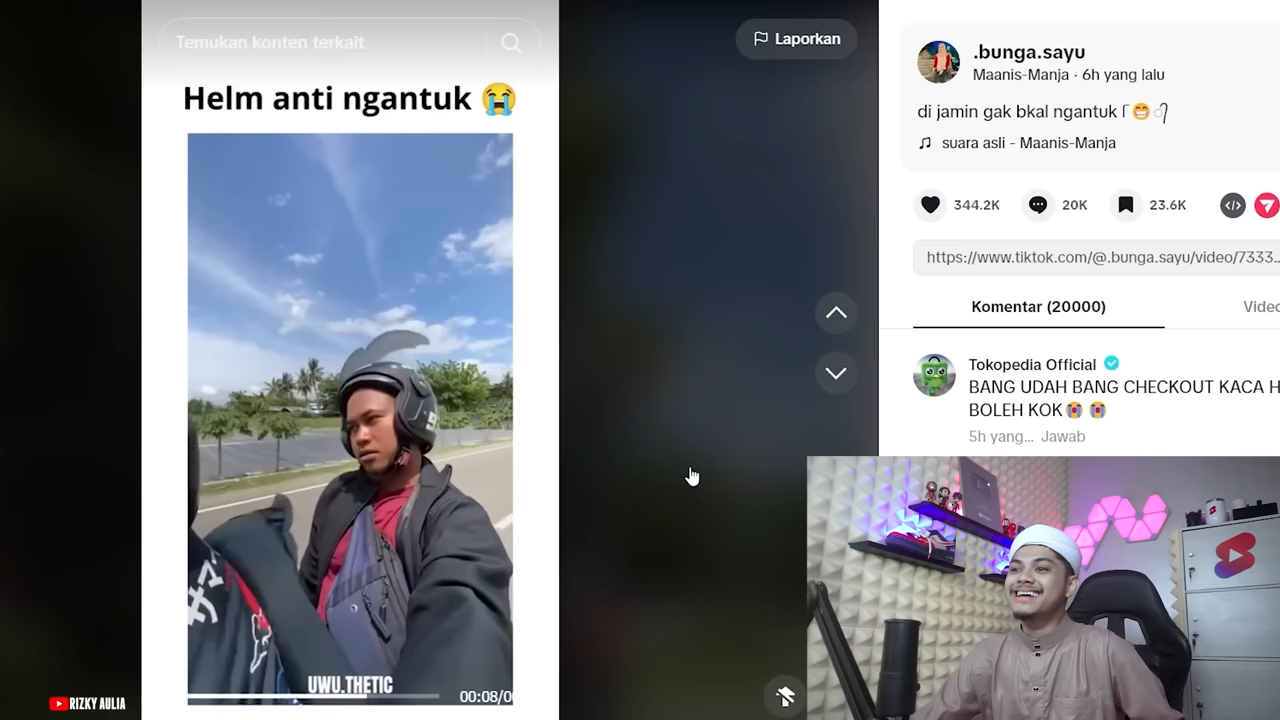 Temukan konten terkait
Laporkan
Helm anti ngantuk 😭
UWU.THETIC
00:08/0
RIZKY AULIA
.bunga.sayu
Maanis-Manja · 6h yang lalu
di jamin gak bkal ngantuk
suara asli - Maanis-Manja
344.2K
20K
23.6K
https://www.tiktok.com/@.bunga.sayu/video/7333...
Komentar (20000)
Video
Tokopedia Official
BANG UDAH BANG CHECKOUT KACA H
BOLEH KOK😭😭
5h yang... Jawab